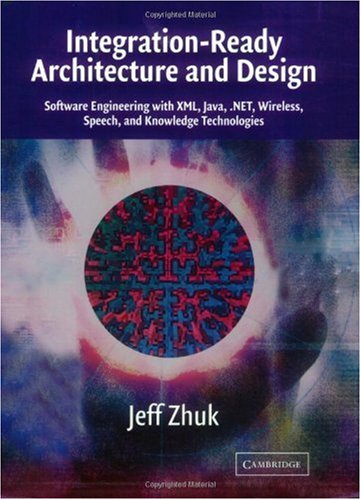 Copyrighted Material
Integration-Ready
Architecture and Design
Software Engineering with XML, Java, .NET, Wireless,
Speech, and Knowledge Technologies
Jeff Zhuk
CAMBRIDGE
Copyrighted Material